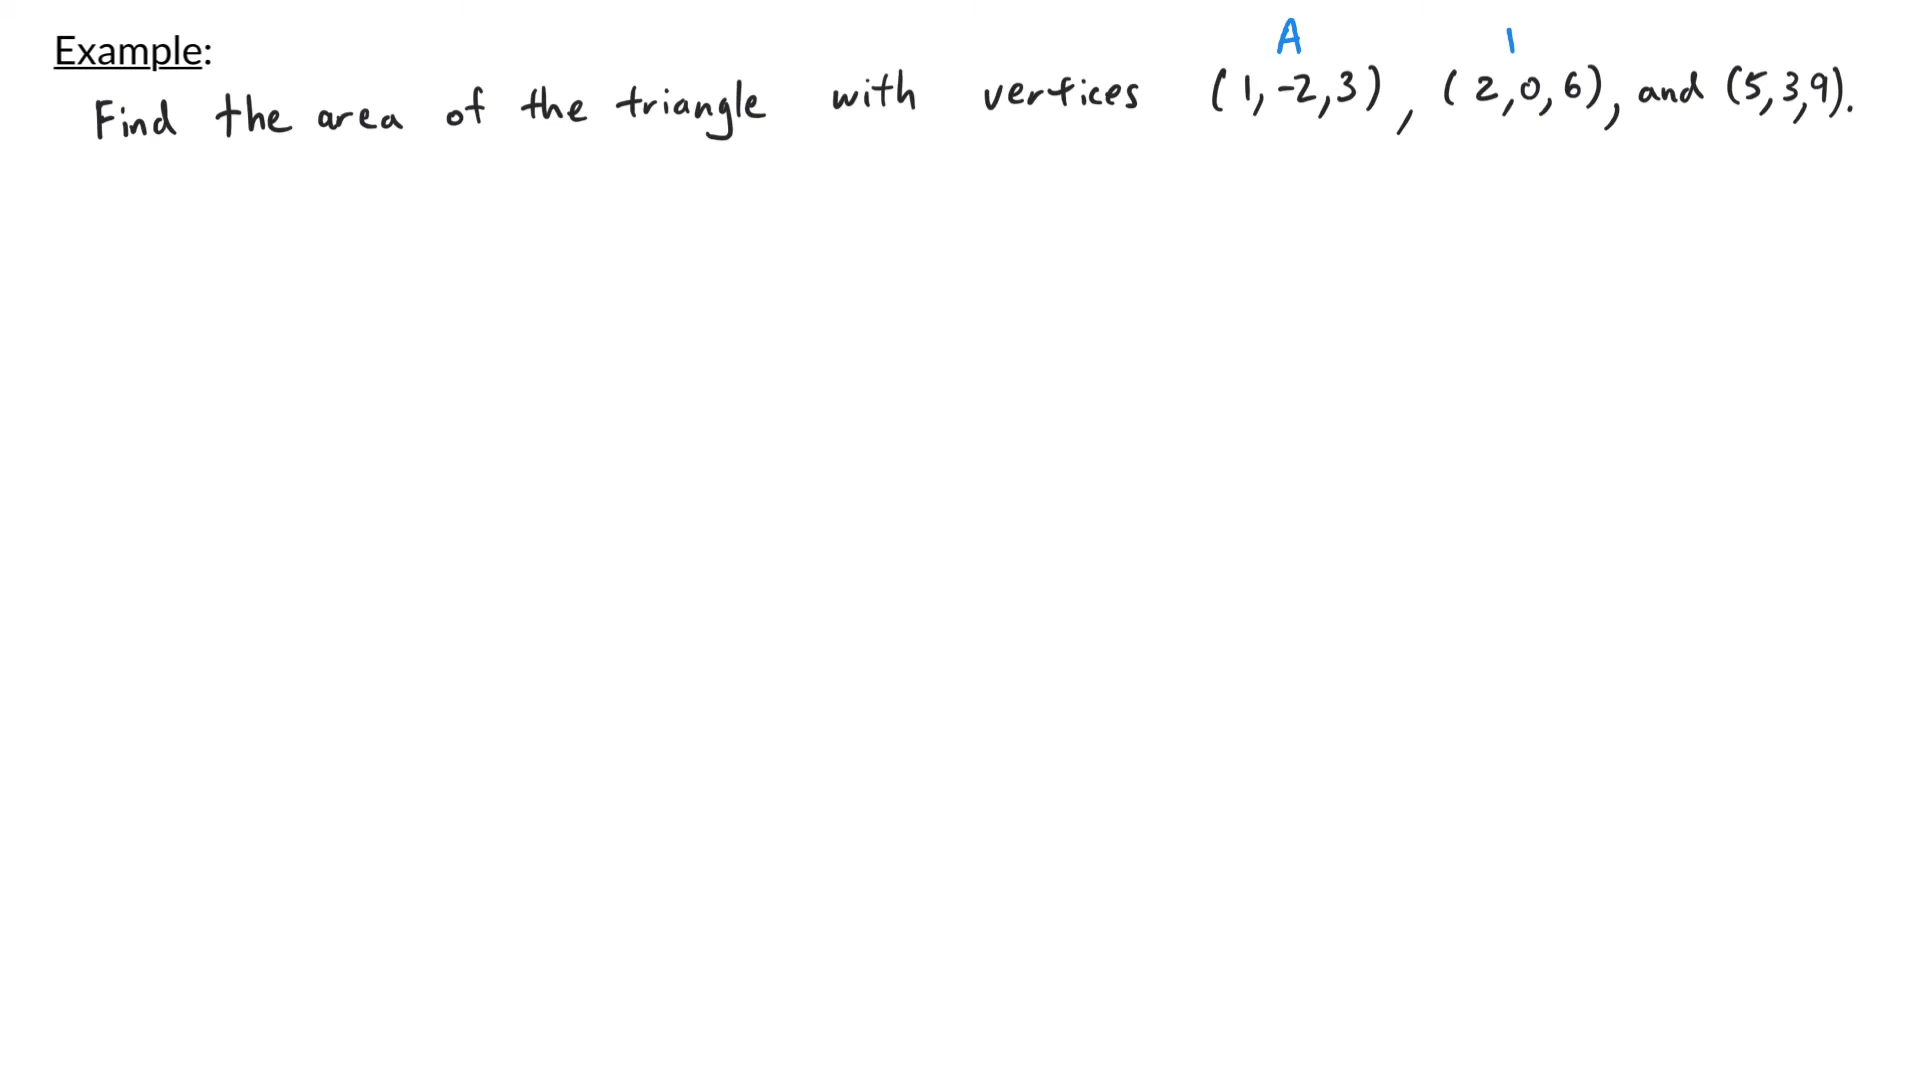 A I
Example:
Find the area of the triangle with vertices (1,-2,3), (2,0,6), and (5,3,9).